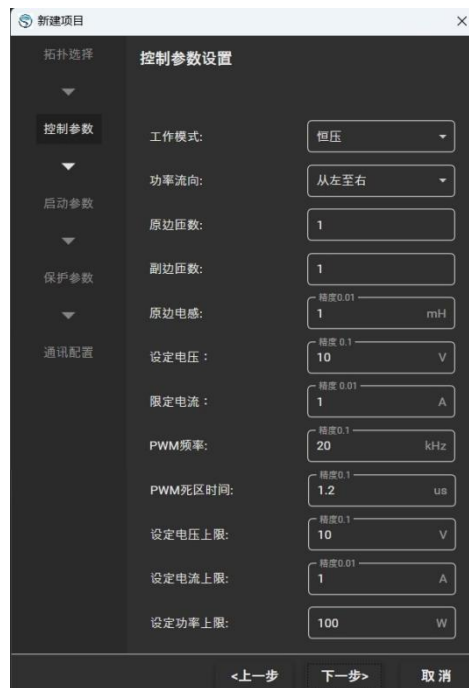 新建项目
拓扑选择
控制参数
启动参数
保护参数
通讯配置
控制参数设置
工作模式: 恒压
功率流向: 从左至右
原边匝数: 1
副边匝数: 1
精度0.01
原边电感: 1 mH
精度 0.1
设定电压： 10 V
精度 0.01
限定电流： 1 A
精度0.1
PWM频率: 20 kHz
精度0.1
PWM死区时间: 1.2 us
精度0.1
设定电压上限: 10 V
精度0.01
设定电流上限: 1 A
设定功率上限: 100 W
<上一步 下一步> 取消